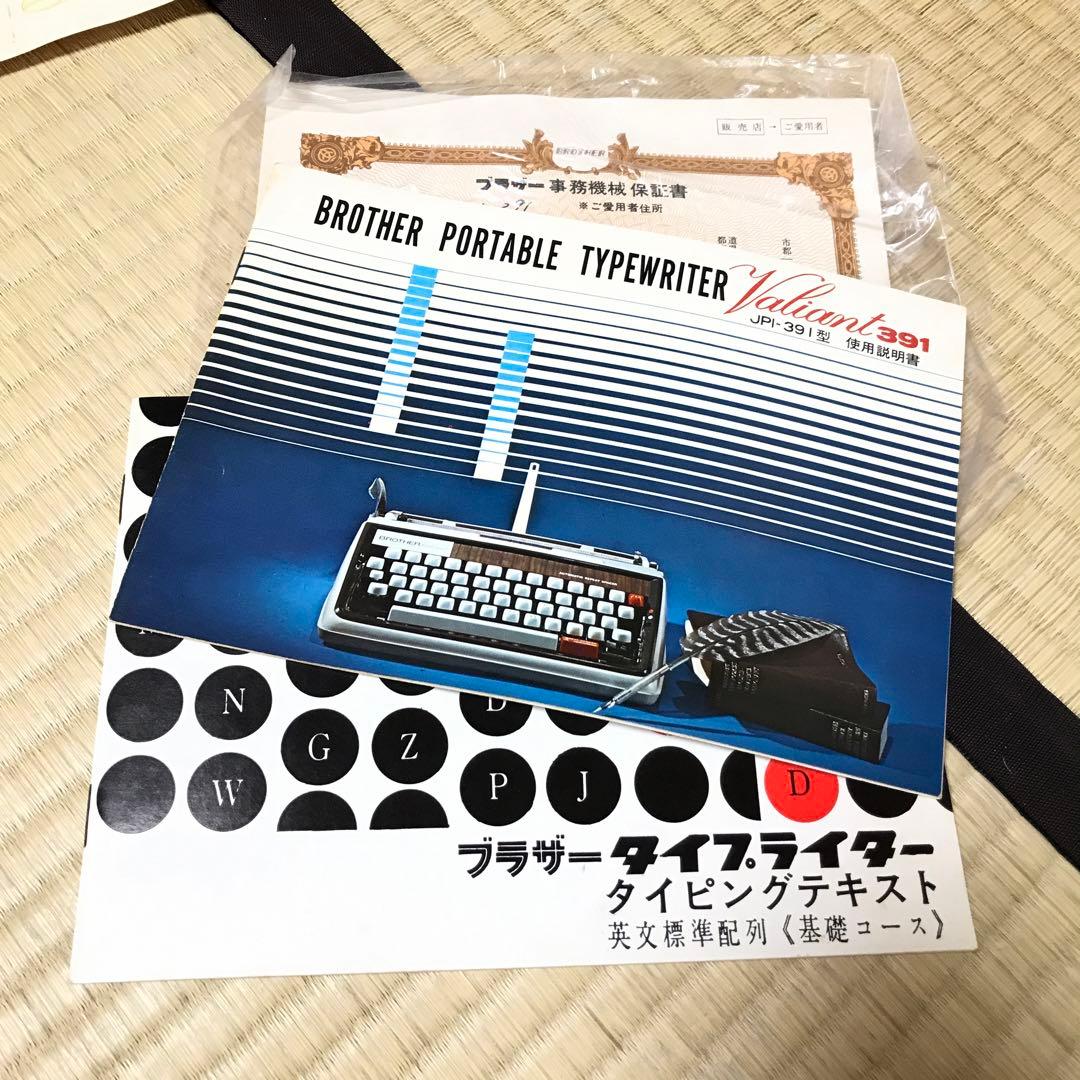 販売店 → ご愛用者
BROTHER
ブラザー事務機械保証書
※ご愛用者住所
都道
市
郡
BROTHER PORTABLE TYPEWRITER Valiant 391
JP1-391型 使用説明書
BROTHER
N
D
G Z
W P J D
ブラザー タイプライター
タイピングテキスト
英文標準配列《基礎コース》